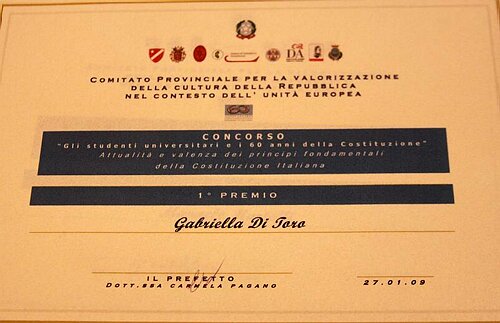 COMITATO PROVINCIALE PER LA VALORIZZAZIONE
DELLA CULTURA DELLA REPUBBLICA
NEL CONTESTO DELL' UNITÀ EUROPEA
CONCORSO
"Gli studenti universitari e i 60 anni della Costituzione"
Attualità e valenza dei principi fondamentali
della Costituzione Italiana
1° PREMIO
Gabriella Di Toro
IL PREFETTO
DOTT.SSA CARMELA PAGANO
27.01.09